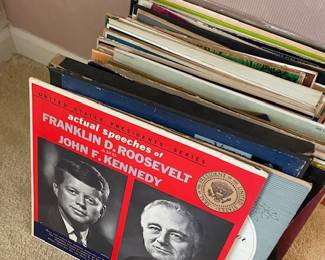 UNITED STATES PRESIDENTS SERIES
actual speeches of
FRANKLIN D. ROOSEVELT
and
JOHN F. KENNEDY